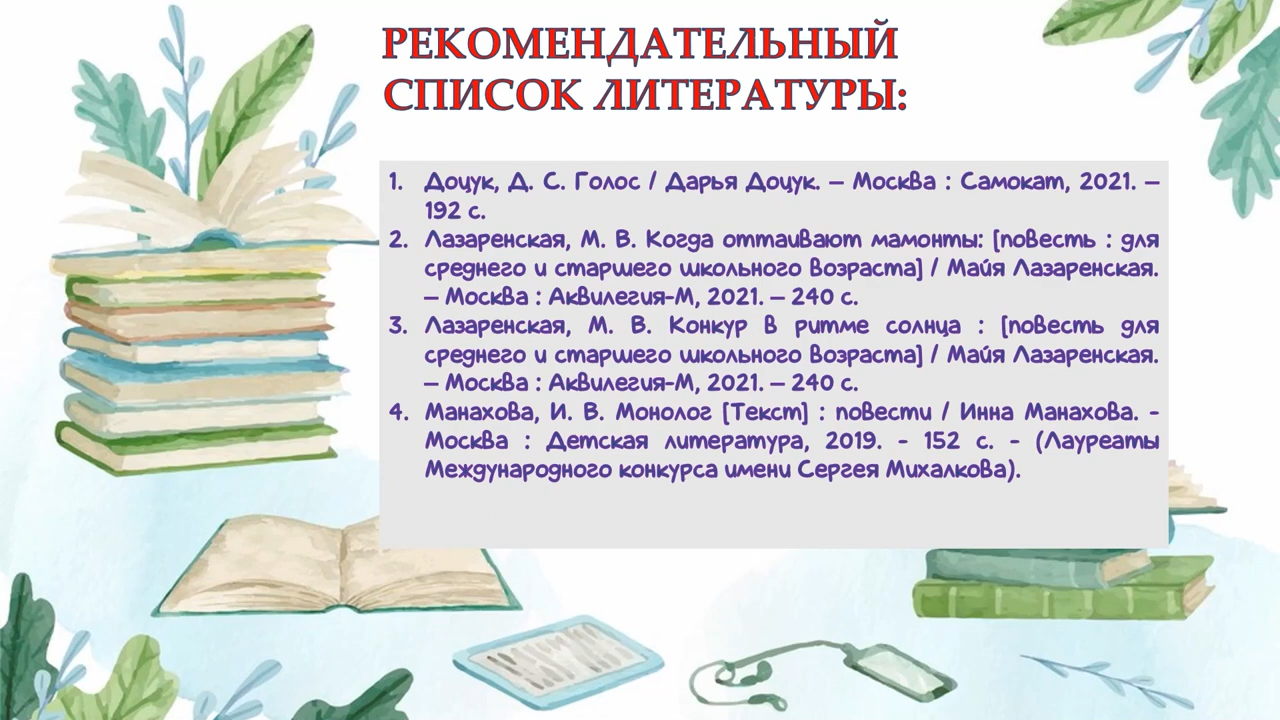 РЕКОМЕНДАТЕЛЬНЫЙ
СПИСОК ЛИТЕРАТУРЫ:
1. Доцук, Д. С. Голос / Дарья Доцук. – Москва : Самокат, 2021. –
192 с.
2. Лазаренская, М. В. Когда оттаивают мамонты: [повесть : для
среднего и старшего школьного возраста] / Майя Лазаренская.
– Москва : Аквилегия-М, 2021. – 240 с.
3. Лазаренская, М. В. Конкур в ритме солнца : [повесть для
среднего и старшего школьного возраста] / Майя Лазаренская.
– Москва : Аквилегия-М, 2021. – 240 с.
4. Манахова, И. В. Монолог [Текст] : повести / Инна Манахова. -
Москва : Детская литература, 2019. - 152 с. - (Лауреаты
Международного конкурса имени Сергея Михалкова).